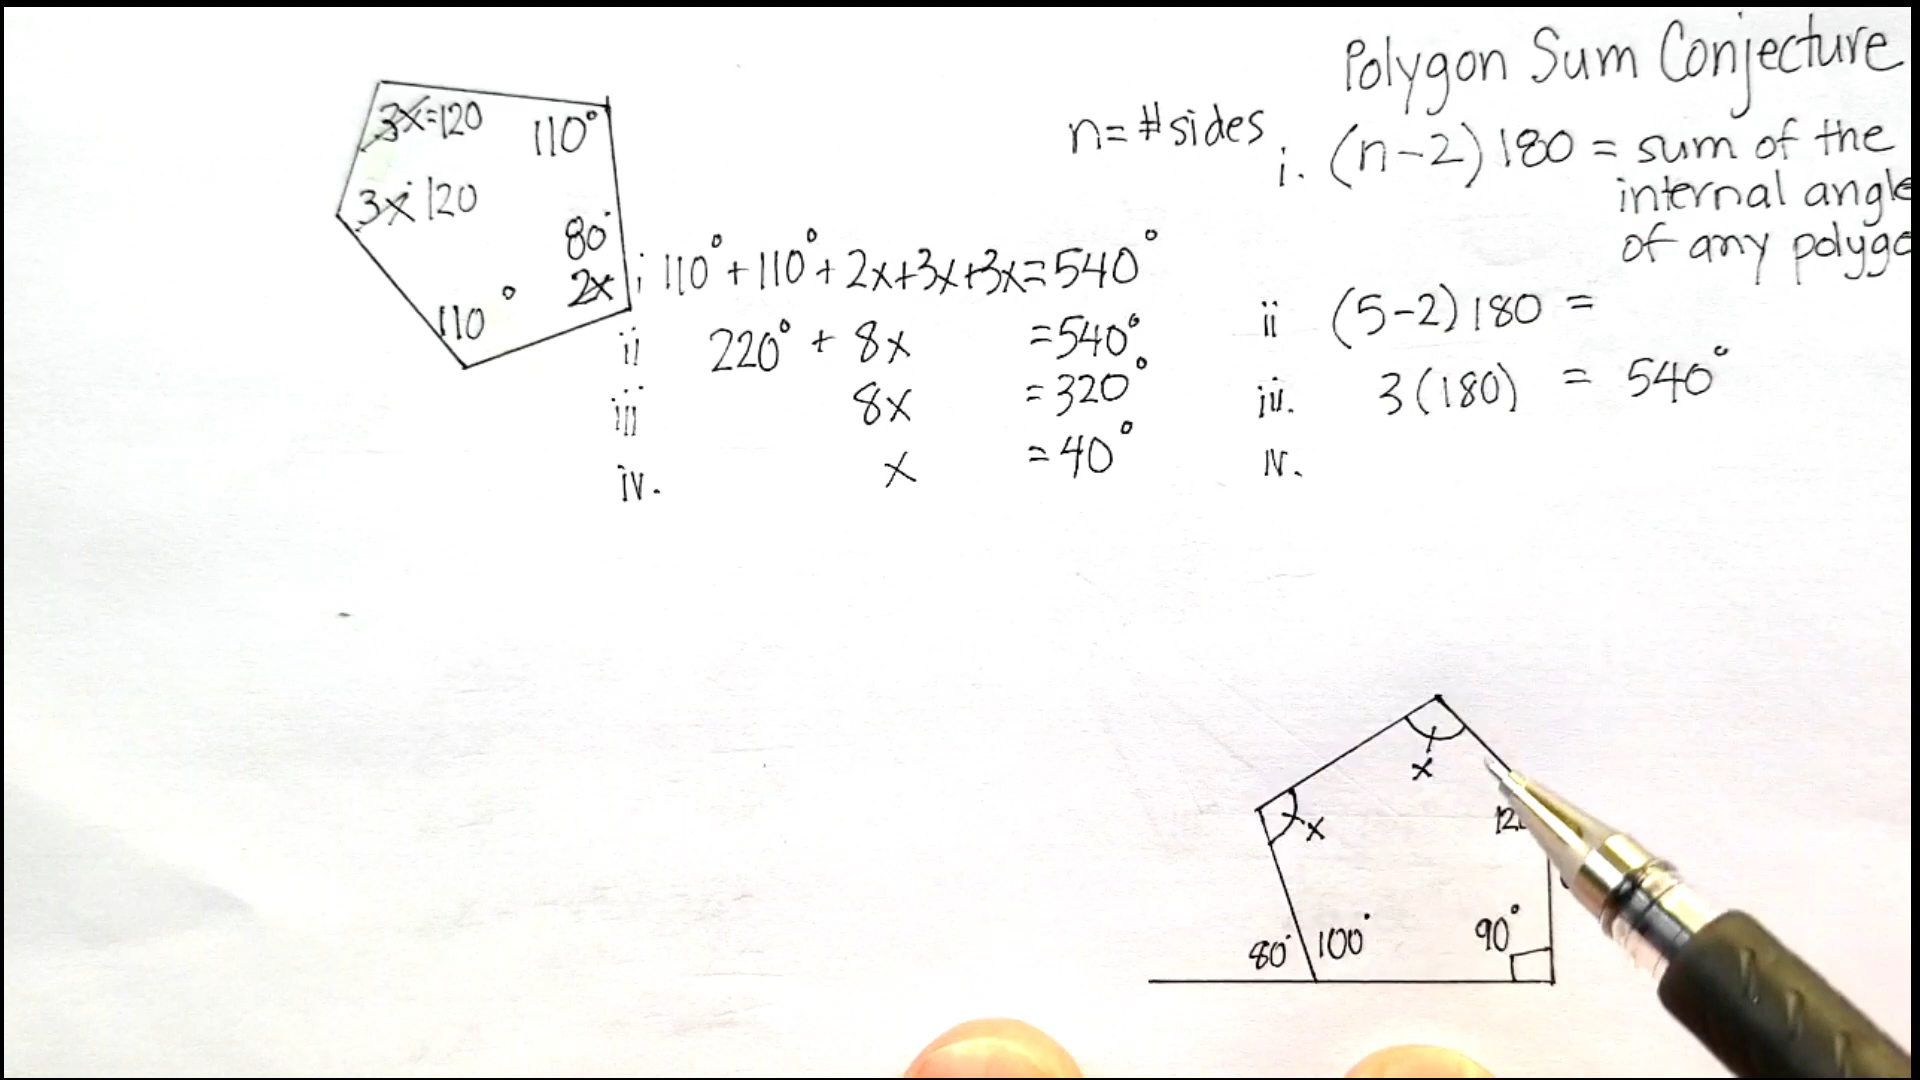 Polygon Sum Conjecture
n = # sides
i. (n-2) 180 = sum of the
internal angle
of any polygo
ii (5-2) 180 =
iii. 3(180) = 540°
iv.
3x = 120
110°
3x 120
80°
2x
110°
i 110° + 110° + 2x + 3x + 3x = 540°
ii 220° + 8x = 540°
iii 8x = 320°
iv. x = 40°
x
x
12
80° 100°
90°